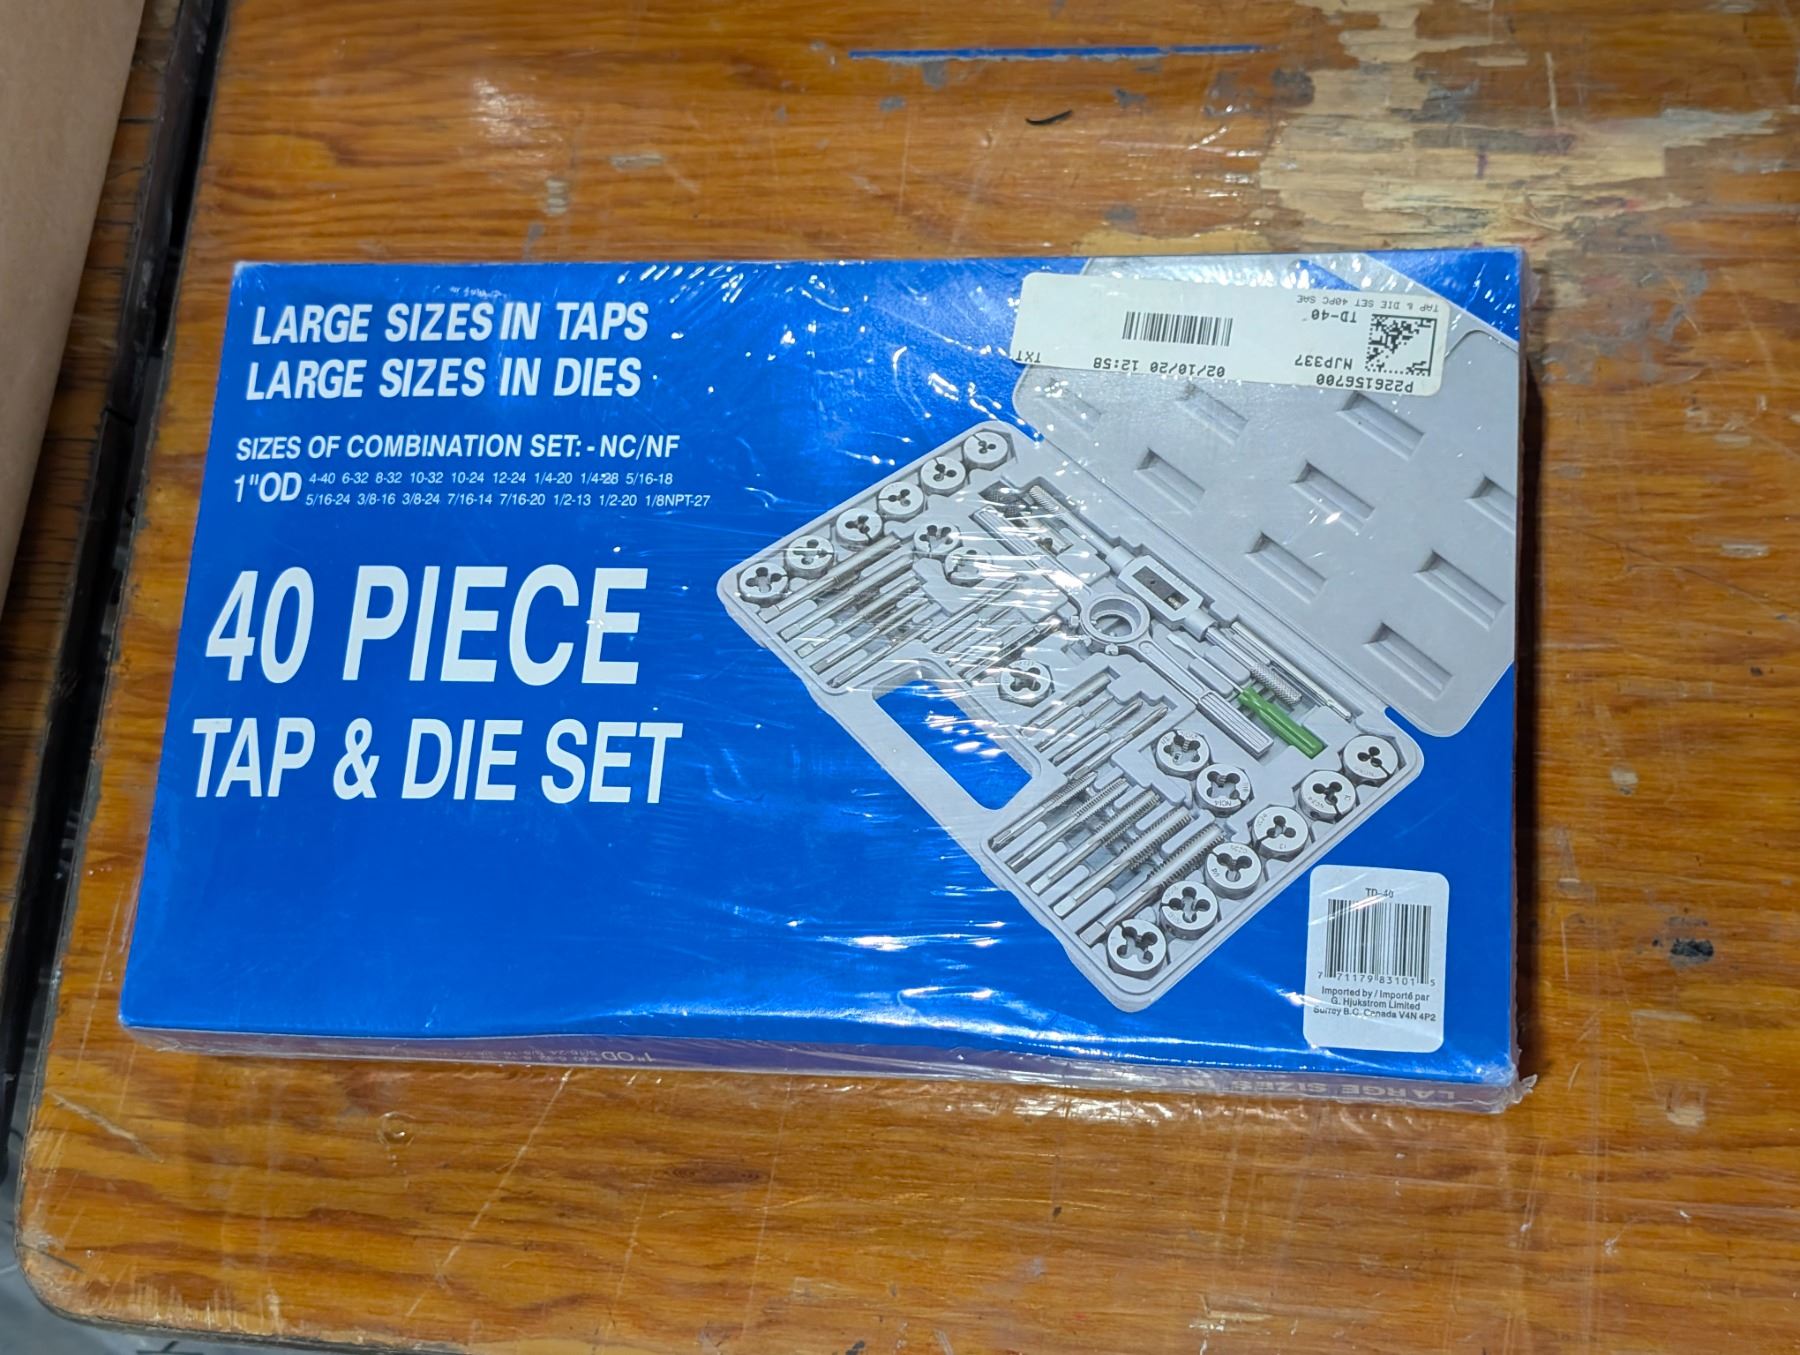 LARGE SIZES IN TAPS
LARGE SIZES IN DIES
SIZES OF COMBINATION SET: - NC/NF
1"OD 4-40 6-32 8-32 10-32 10-24 12-24 1/4-20 1/4-28 5/16-18
5/16-24 3/8-16 3/8-24 7/16-14 7/16-20 1/2-13 1/2-20 1/8NPT-27
40 PIECE
TAP & DIE SET
P226156700
NJP337
TD-40
TAP & DIE SET 40PC SAE
02/10/20 12:58
TXT
TD-40
7 71179 83101 5
Imported by / Importé par
G. Hjukstrom Limited
Surrey B.C. Canada V4N 4P2
1"OD
LARGE SIZES IN